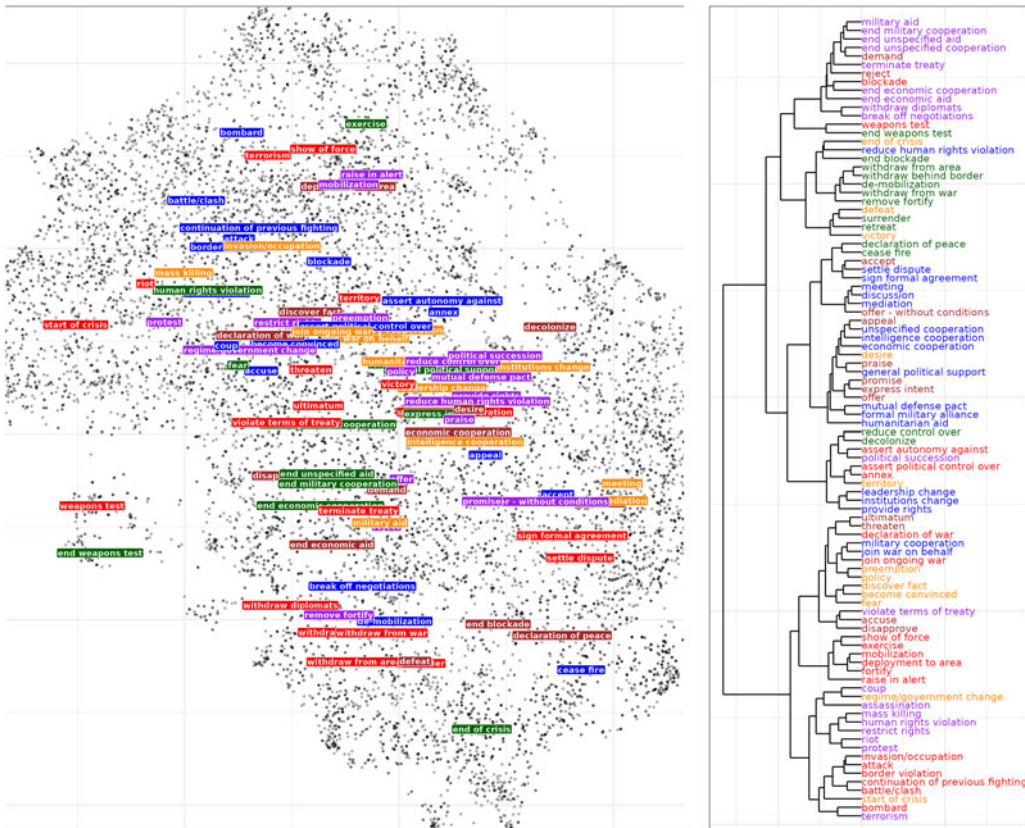 exercise
bombard
show of force
terrorism
raise in alert
mobilization
battle/clash
continuation of previous fighting
attack
border
invasion/occupation
blockade
mass killing
riot
human rights violation
territory
assert autonomy against
discover fact
annex
preemption
protest
restrict
start of crisis
decolonize
join ongoing war
political control over
declaration of war
war on behalf
coup
become convinced
regime/government change
political succession
reduce control over
institutions change
fear
accuse
threaten
policy
political support
mutual defense pact
victory
leadership change
provide rights
reduce human rights violation
ultimatum
express
desire
violate terms of treaty
cooperation
praise
economic cooperation
intelligence cooperation
appeal
end unspecified aid
end military cooperation
offer
demand
meeting
accept
promise
- without conditions
weapons test
terminate treaty
military aid
sign formal agreement
end economic aid
end weapons test
settle dispute
break off negotiations
withdraw diplomats
remove fortify
de-mobilization
end blockade
withdraw from war
declaration of peace
withdraw from area
defeat
cease fire
end of crisis
military aid
end military cooperation
end unspecified aid
end unspecified cooperation
demand
terminate treaty
reject
blockade
end economic cooperation
end economic aid
withdraw diplomats
break off negotiations
weapons test
end weapons test
end of crisis
reduce human rights violation
end blockade
withdraw from area
withdraw behind border
de-mobilization
withdraw from war
remove fortify
defeat
surrender
retreat
victory
declaration of peace
cease fire
accept
settle dispute
sign formal agreement
meeting
discussion
mediation
offer - without conditions
appeal
unspecified cooperation
intelligence cooperation
economic cooperation
desire
praise
general political support
promise
express intent
offer
mutual defense pact
formal military alliance
humanitarian aid
reduce control over
decolonize
assert autonomy against
political succession
assert political control over
annex
territory
leadership change
institutions change
provide rights
ultimatum
threaten
declaration of war
military cooperation
join war on behalf
join ongoing war
preemption
policy
discover fact
become convinced
fear
violate terms of treaty
accuse
disapprove
show of force
exercise
mobilization
deployment to area
fortify
raise in alert
coup
regime/government change
assassination
mass killing
human rights violation
restrict rights
riot
protest
invasion/occupation
attack
border violation
continuation of previous fighting
battle/clash
start of crisis
bombard
terrorism